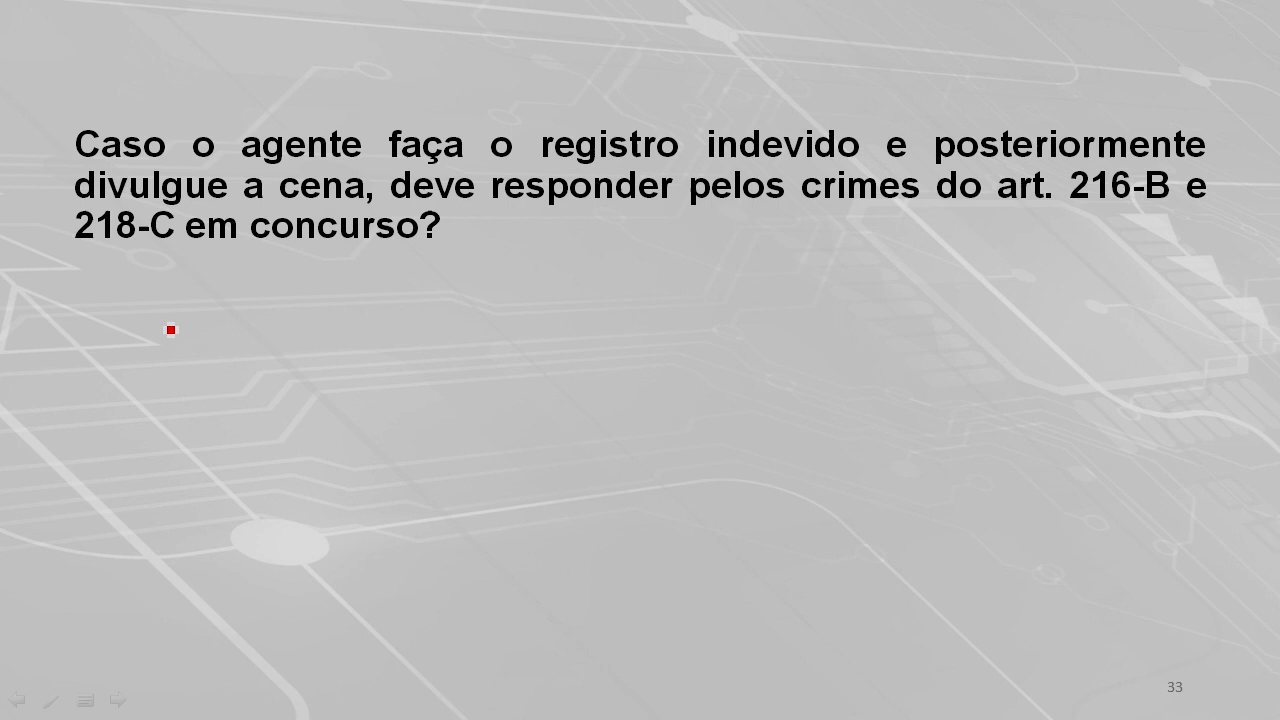 Caso o agente faça o registro indevido e posteriormente
divulgue a cena, deve responder pelos crimes do art. 216-B e
218-C em concurso?
33